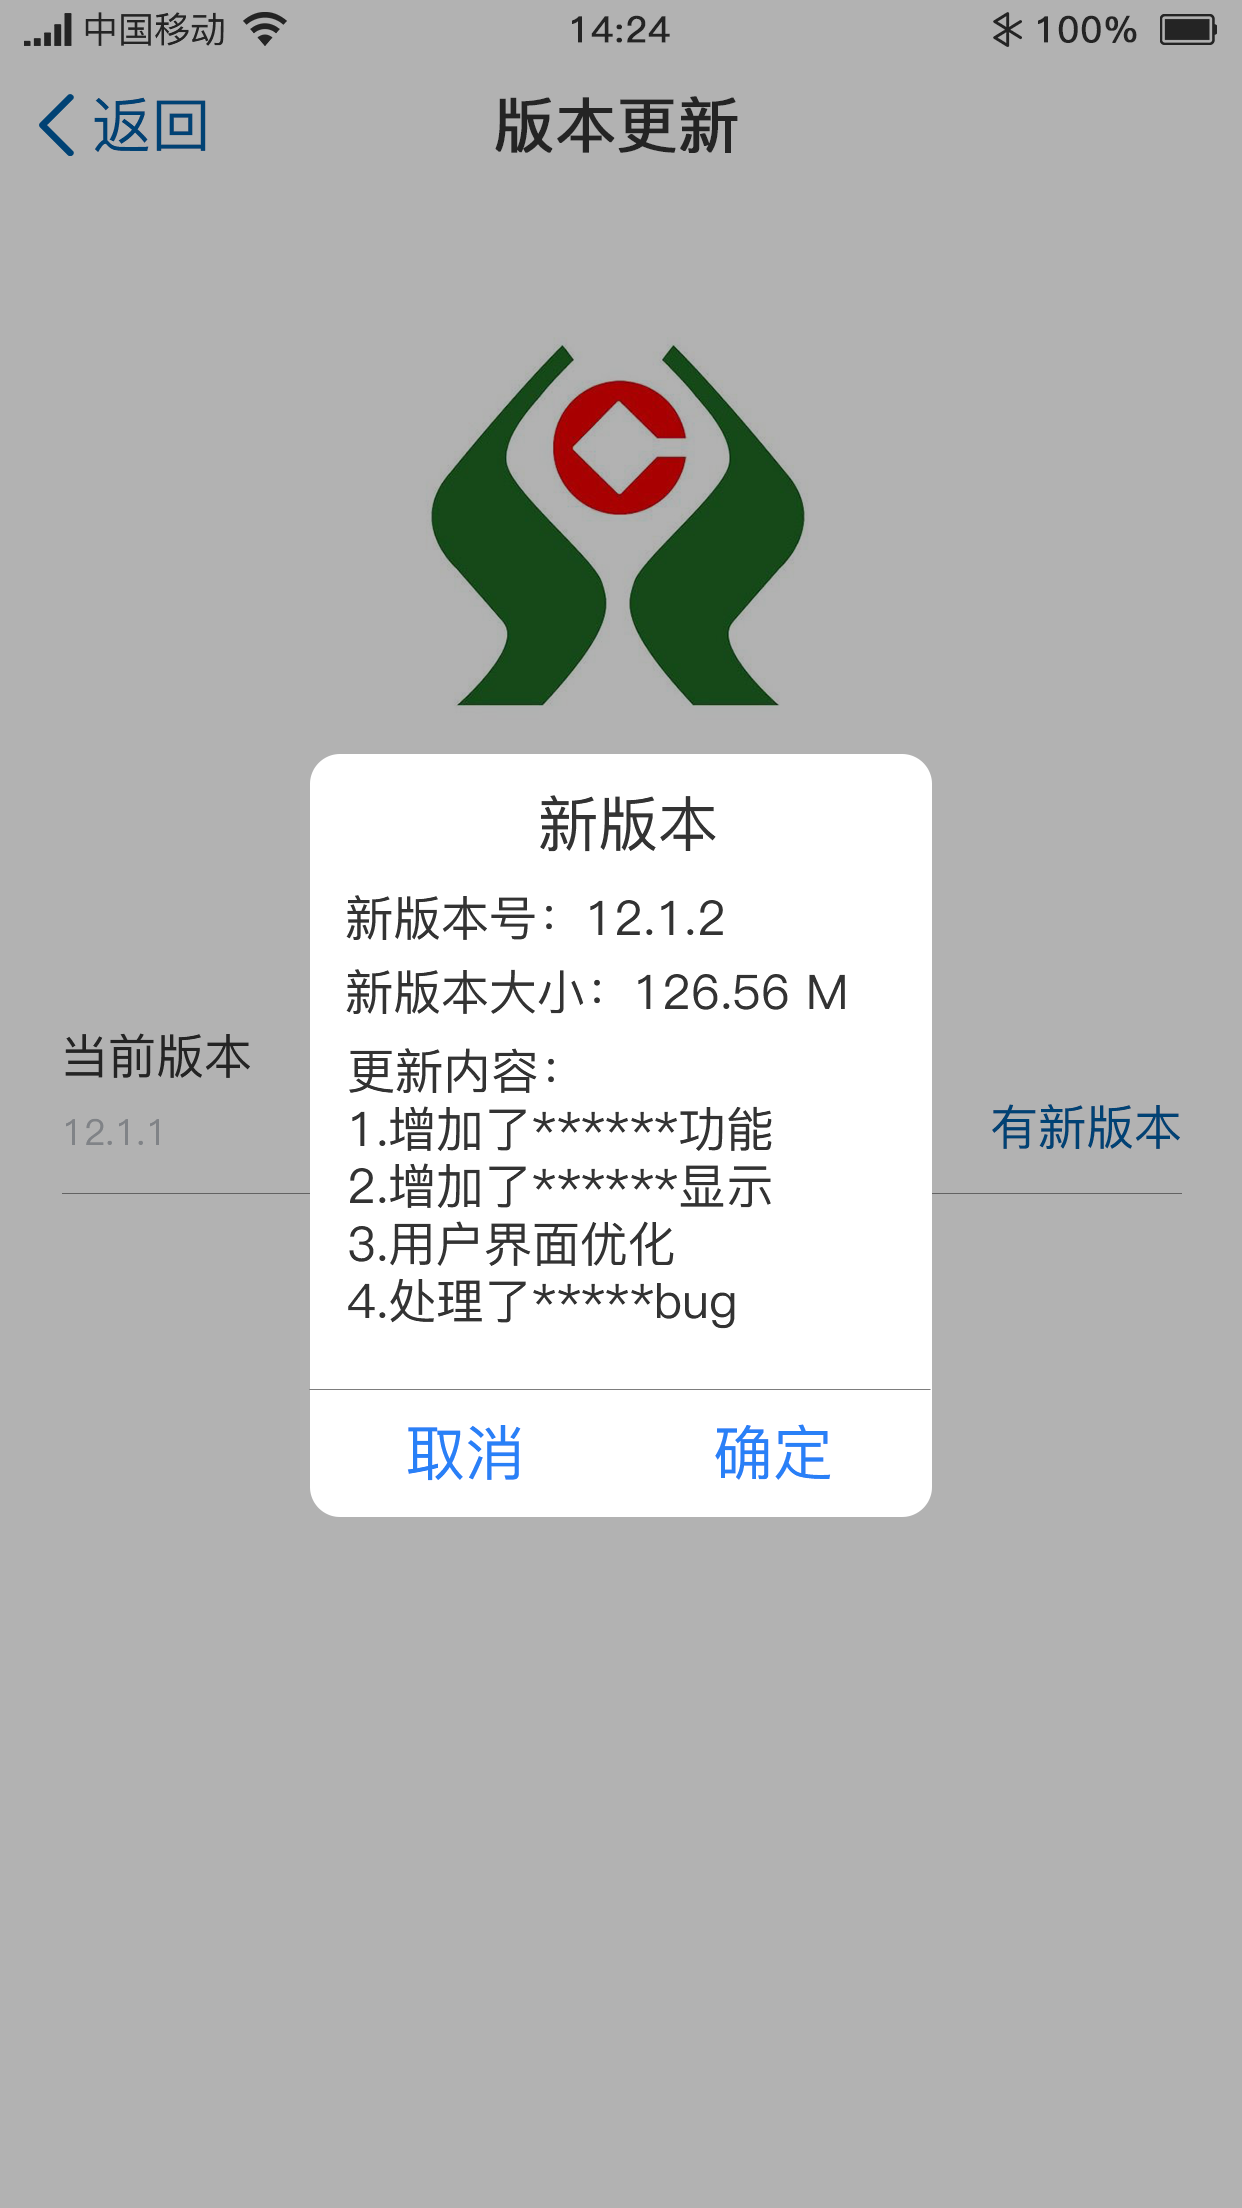 中国移动 14:24 100%
返回 版本更新
新版本
新版本号：12.1.2
新版本大小：126.56 M
当前版本
12.1.1
有新版本
更新内容：
1.增加了******功能
2.增加了******显示
3.用户界面优化
4.处理了*****bug
取消 确定